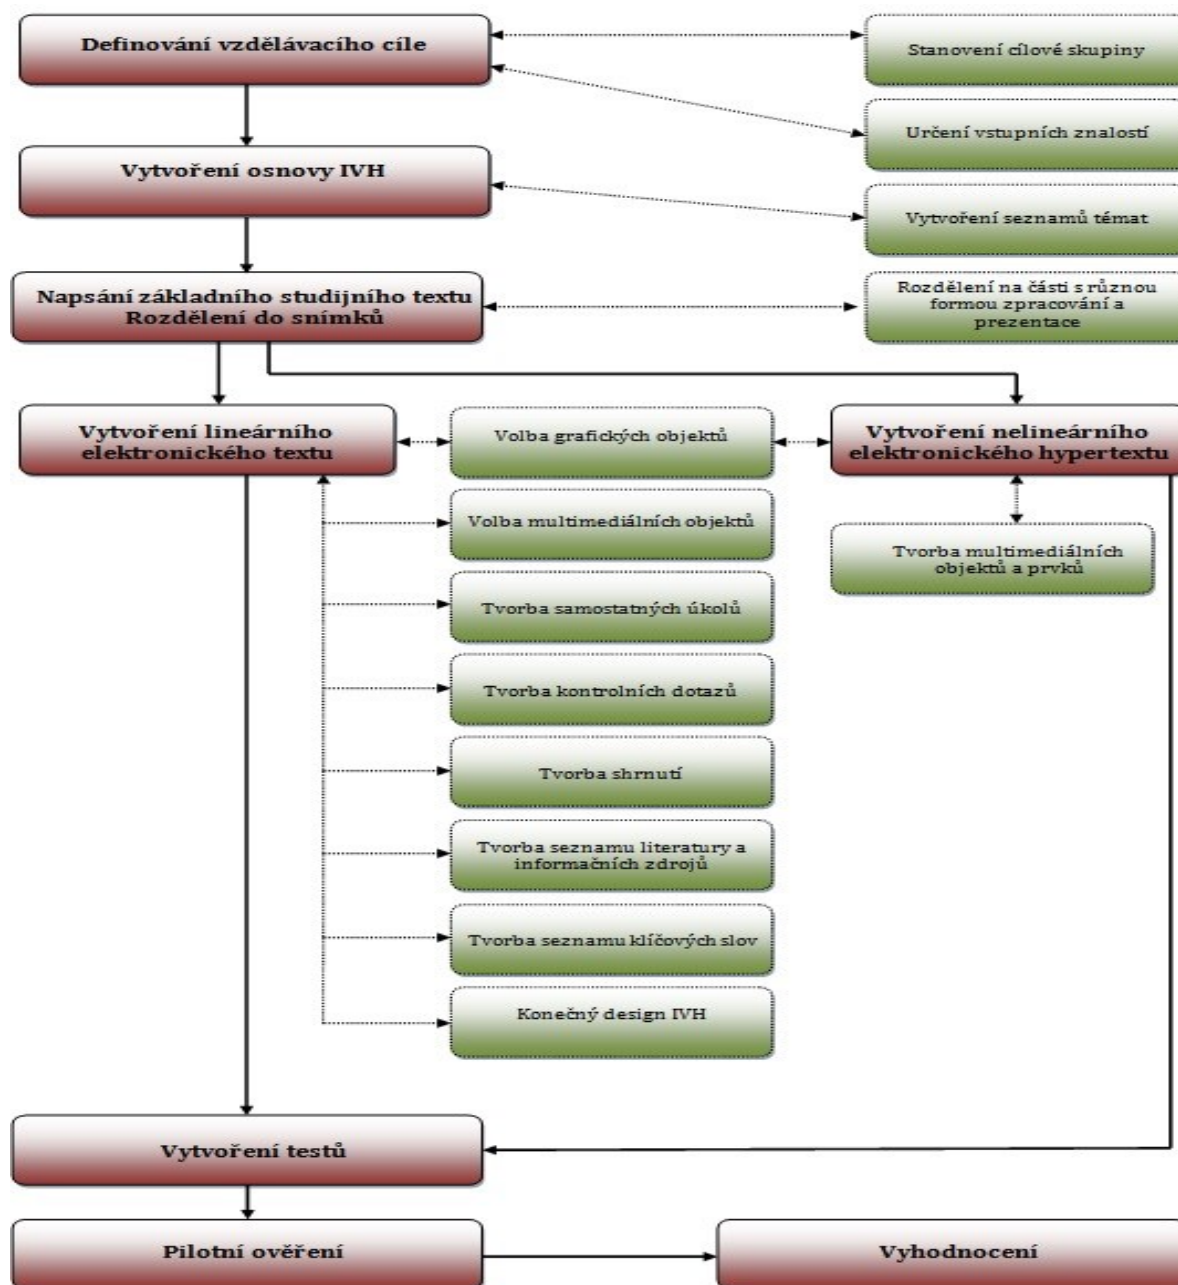 Definování vzdělávacího cíle
Stanovení cílové skupiny
Určení vstupních znalostí
Vytvoření osnovy IVH
Vytvoření seznamů témat
Napsání základního studijního textu
Rozdělení do snímků
Rozdělení na části s různou
formou zpracování a
prezentace
Vytvoření lineárního
elektronického textu
Volba grafických objektů
Vytvoření nelineárního
elektronického hypertextu
Volba multimediálních objektů
Tvorba multimediálních
objektů a prvků
Tvorba samostatných úkolů
Tvorba kontrolních dotazů
Tvorba shrnutí
Tvorba seznamu literatury a
informačních zdrojů
Tvorba seznamu klíčových slov
Konečný design IVH
Vytvoření testů
Pilotní ověření
Vyhodnocení